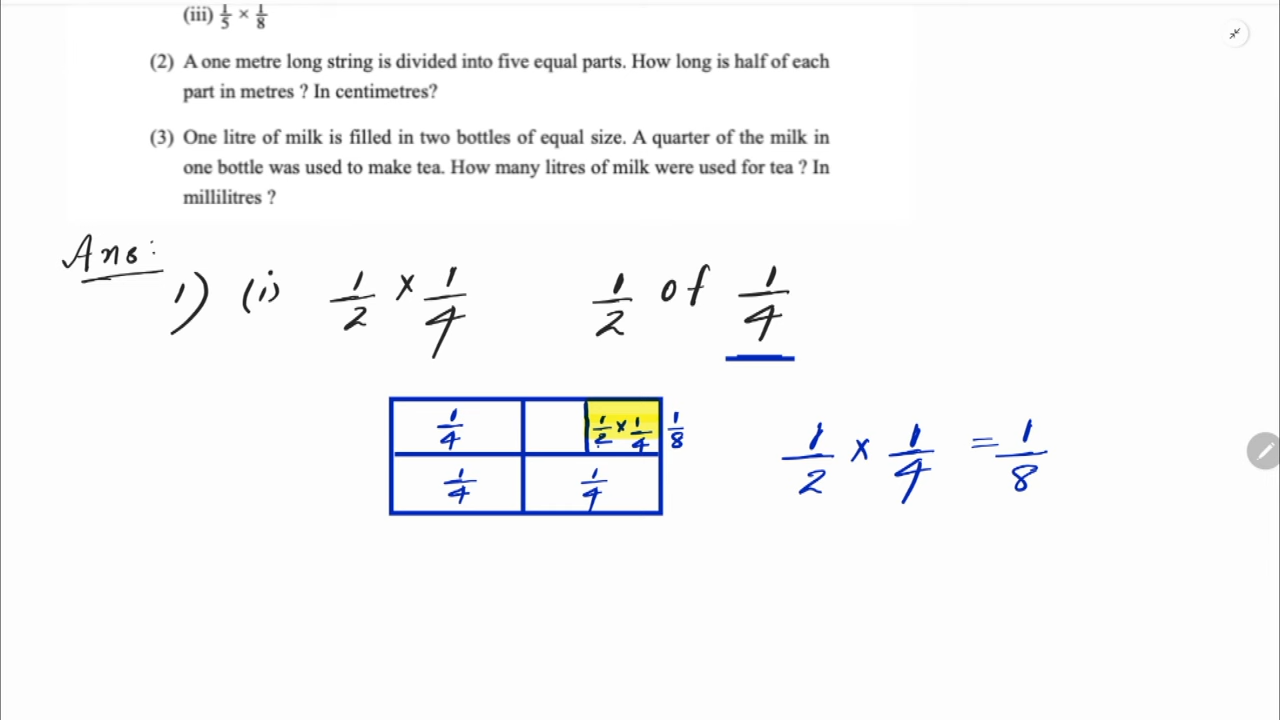 (iii) 1/5 × 1/8
(2) A one metre long string is divided into five equal parts. How long is half of each
part in metres ? In centimetres?
(3) One litre of milk is filled in two bottles of equal size. A quarter of the milk in
one bottle was used to make tea. How many litres of milk were used for tea ? In
millilitres ?
Ans:
1) (i) 1/2 × 1/4 1/2 of 1/4
1/4 1/2 × 1/4 1/8
1/4 1/4
1/2 × 1/4 = 1/8